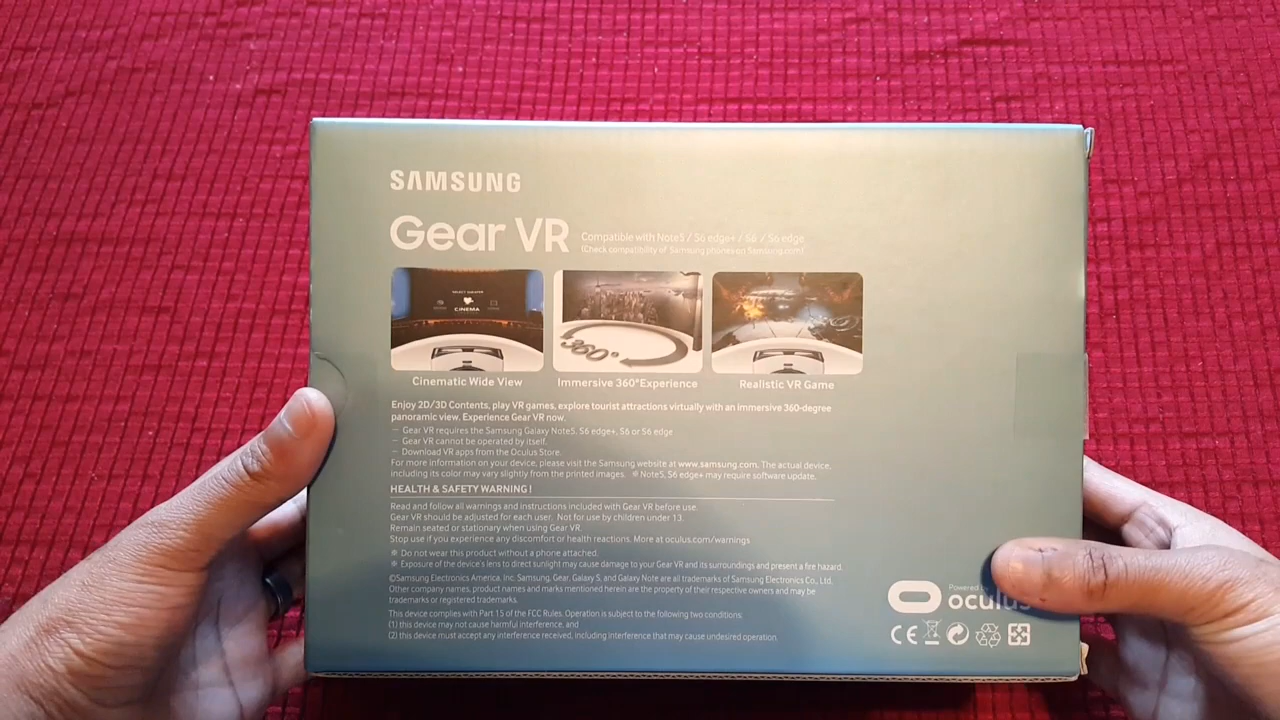 SAMSUNG
Gear VR
Compatible with Note5 / S6 edge+ / S6 / S6 edge
(Check compatibility of Samsung phones on Samsung.com)
SELECT THEATER
CINEMA
360°
Cinematic Wide View
Immersive 360°Experience
Realistic VR Game
Enjoy 2D/3D Contents, play VR games, explore tourist attractions virtually with an immersive 360-degree
panoramic view. Experience Gear VR now.
– Gear VR requires the Samsung Galaxy Note5, S6 edge+, S6 or S6 edge
– Gear VR cannot be operated by itself.
– Download VR apps from the Oculus Store.
For more information on your device, please visit the Samsung website at www.samsung.com. The actual device,
including its color may vary slightly from the printed images. ※ Note5, S6 edge+ may require software update.
HEALTH & SAFETY WARNING!
Read and follow all warnings and instructions included with Gear VR before use.
Gear VR should be adjusted for each user. Not for use by children under 13.
Remain seated or stationary when using Gear VR.
Stop use if you experience any discomfort or health reactions. More at oculus.com/warnings
※ Do not wear this product without a phone attached.
※ Exposure of the device's lens to direct sunlight may cause damage to your Gear VR and its surroundings and present a fire hazard.
©Samsung Electronics America, Inc. Samsung, Gear, Galaxy S, and Galaxy Note are all trademarks of Samsung Electronics Co., Ltd.
Other company names, product names and marks mentioned herein are the property of their respective owners and may be
trademarks or registered trademarks.
This device complies with Part 15 of the FCC Rules. Operation is subject to the following two conditions:
(1) this device may not cause harmful interference, and
(2) this device must accept any interference received, including interference that may cause undesired operation.
Powered by
oculus
CE